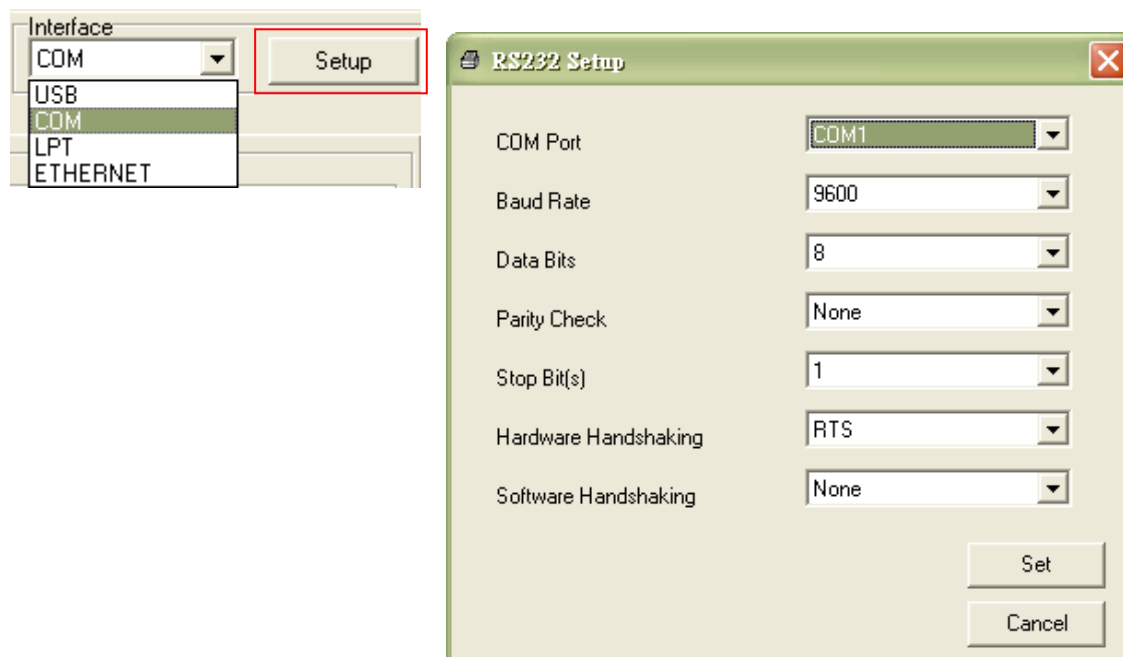 Interface
COM
Setup
USB
COM
LPT
ETHERNET
RS232 Setup
COM Port
COM1
Baud Rate
9600
Data Bits
8
Parity Check
None
Stop Bit(s)
1
Hardware Handshaking
RTS
Software Handshaking
None
Set
Cancel